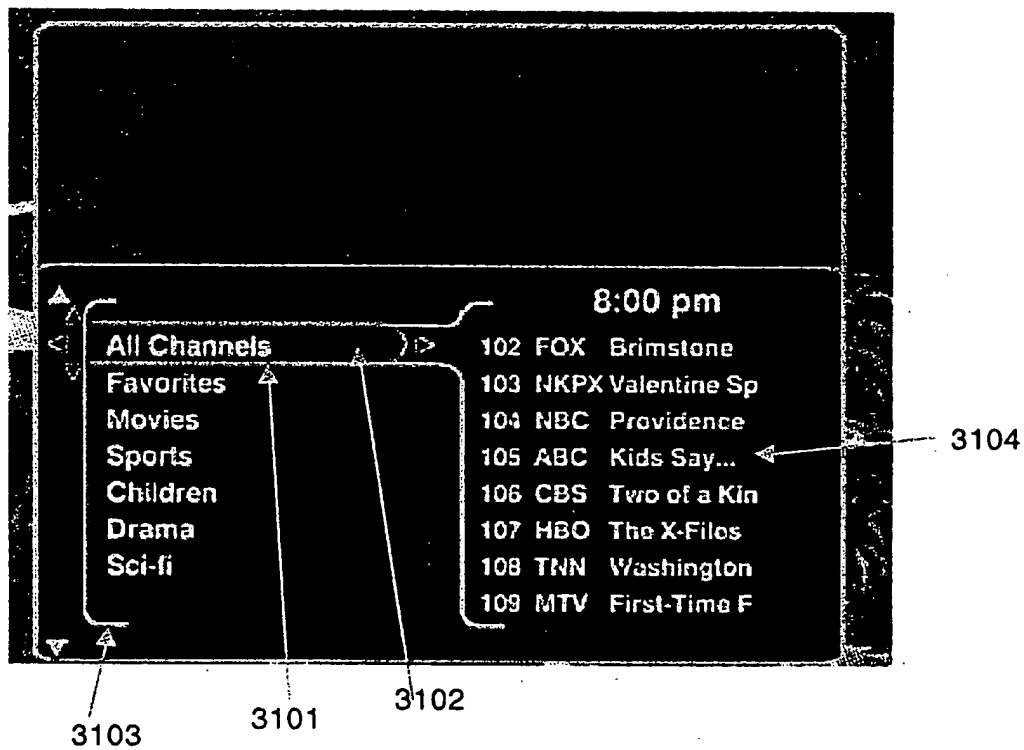 8:00 pm
All Channels
Favorites
Movies
Sports
Children
Drama
Sci-fi
102 FOX Brimstone
103 NKPX Valentine Sp
104 NBC Providence
105 ABC Kids Say...
106 CBS Two of a Kin
107 HBO The X-Files
108 TNN Washington
109 MTV First-Time F
3104
3103
3101
3102